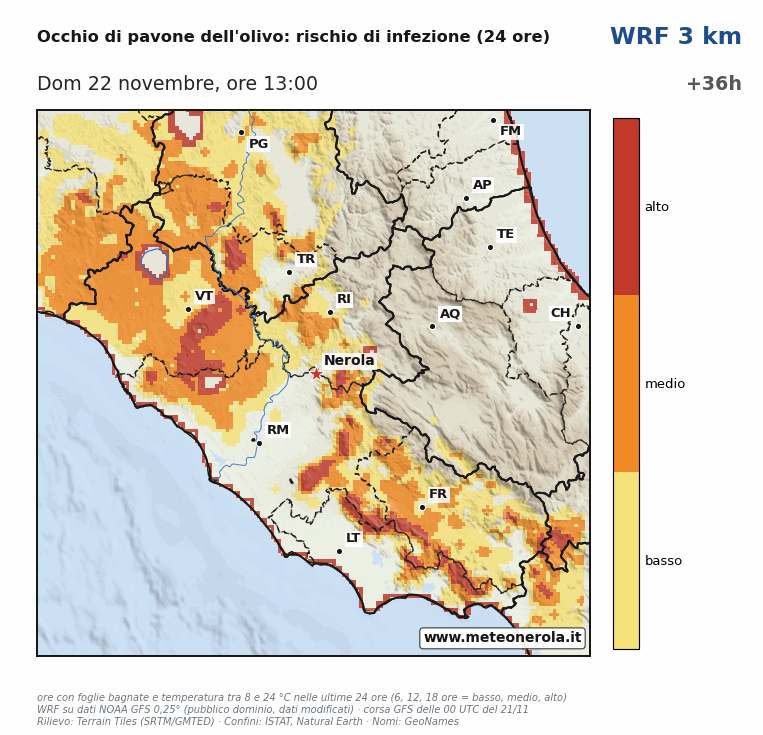 Occhio di pavone dell'olivo: rischio di infezione (24 ore)
WRF 3 km
Dom 22 novembre, ore 13:00
+36h
FM
PG
AP
TE
TR
VT
RI
AQ
CH
Nerola
RM
FR
LT
www.meteonerola.it
alto
medio
basso
ore con foglie bagnate e temperatura tra 8 e 24 °C nelle ultime 24 ore (6, 12, 18 ore = basso, medio, alto)
WRF su dati NOAA GFS 0,25° (pubblico dominio, dati modificati) · corsa GFS delle 00 UTC del 21/11
Rilievo: Terrain Tiles (SRTM/GMTED) · Confini: ISTAT, Natural Earth · Nomi: GeoNames